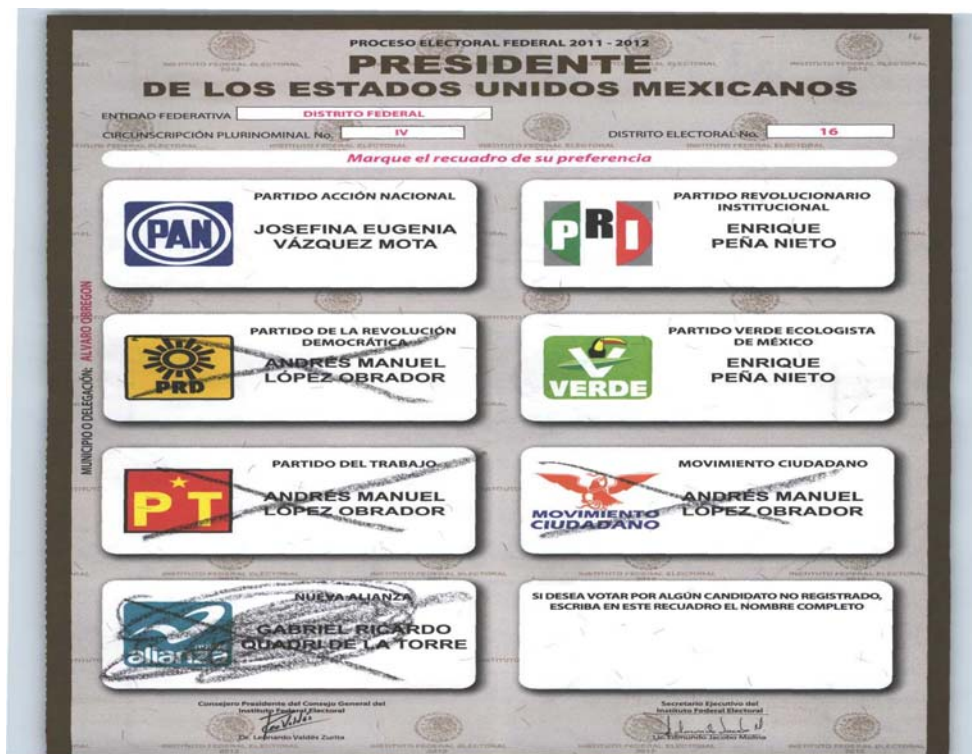 PROCESO ELECTORAL FEDERAL 2011 - 2012
PRESIDENTE
DE LOS ESTADOS UNIDOS MEXICANOS
ENTIDAD FEDERATIVA DISTRITO FEDERAL
CIRCUNSCRIPCIÓN PLURINOMINAL No. IV
DISTRITO ELECTORAL No. 16
Marque el recuadro de su preferencia
MUNICIPIO O DELEGACIÓN: ALVARO OBREGON
PAN
PARTIDO ACCIÓN NACIONAL
JOSEFINA EUGENIA
VÁZQUEZ MOTA
PRI
PARTIDO REVOLUCIONARIO
INSTITUCIONAL
ENRIQUE
PEÑA NIETO
PRD
PARTIDO DE LA REVOLUCIÓN
DEMOCRÁTICA
ANDRÉS MANUEL
LÓPEZ OBRADOR
VERDE
PARTIDO VERDE ECOLOGISTA
DE MÉXICO
ENRIQUE
PEÑA NIETO
PT
PARTIDO DEL TRABAJO
ANDRÉS MANUEL
LÓPEZ OBRADOR
MOVIMIENTO
CIUDADANO
MOVIMIENTO CIUDADANO
ANDRÉS MANUEL
LÓPEZ OBRADOR
alianza
NUEVA ALIANZA
GABRIEL RICARDO
QUADRI DE LA TORRE
SI DESEA VOTAR POR ALGÚN CANDIDATO NO REGISTRADO,
ESCRIBA EN ESTE RECUADRO EL NOMBRE COMPLETO
Consejero Presidente del Consejo General del
Instituto Federal Electoral
Dr. Leonardo Valdés Zurita
Secretario Ejecutivo del
Instituto Federal Electoral
Lic. Edmundo Jacobo Molina